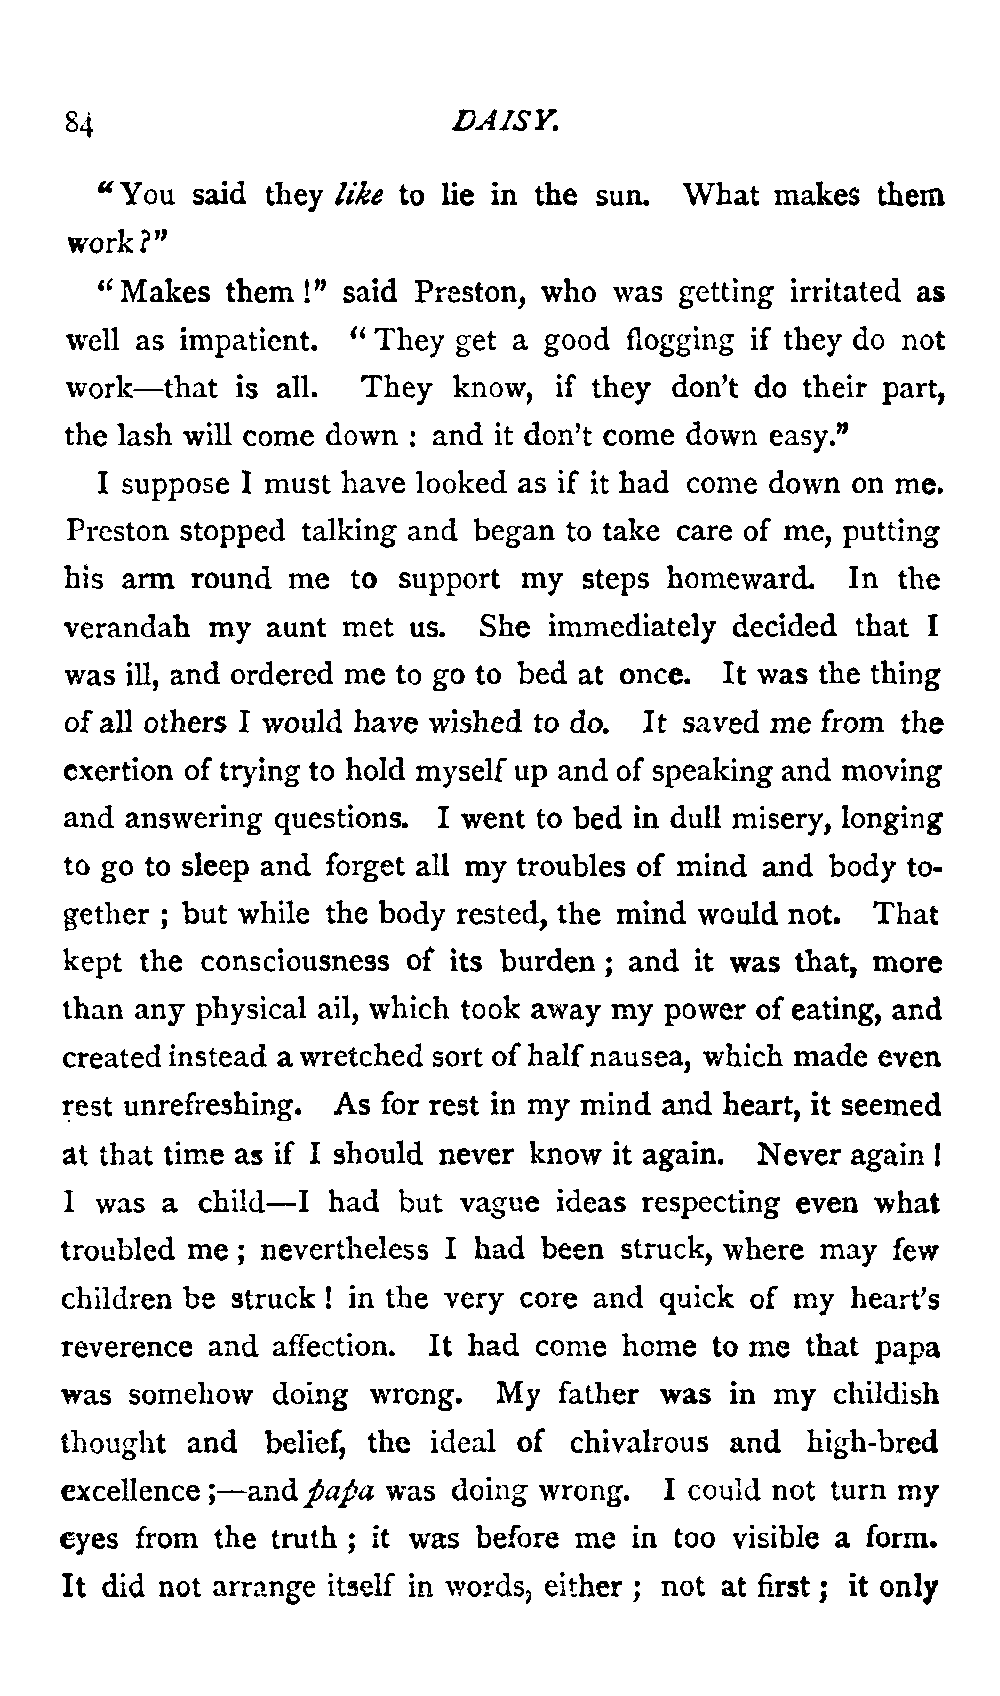 84 DAISY.
"You said they like to lie in the sun. What makes them
work?"
"Makes them!" said Preston, who was getting irritated as
well as impatient. "They get a good flogging if they do not
work—that is all. They know, if they don't do their part,
the lash will come down: and it don't come down easy."
I suppose I must have looked as if it had come down on me.
Preston stopped talking and began to take care of me, putting
his arm round me to support my steps homeward. In the
verandah my aunt met us. She immediately decided that I
was ill, and ordered me to go to bed at once. It was the thing
of all others I would have wished to do. It saved me from the
exertion of trying to hold myself up and of speaking and moving
and answering questions. I went to bed in dull misery, longing
to go to sleep and forget all my troubles of mind and body to-
gether; but while the body rested, the mind would not. That
kept the consciousness of its burden; and it was that, more
than any physical ail, which took away my power of eating, and
created instead a wretched sort of half nausea, which made even
rest unrefreshing. As for rest in my mind and heart, it seemed
at that time as if I should never know it again. Never again!
I was a child—I had but vague ideas respecting even what
troubled me; nevertheless I had been struck, where may few
children be struck! in the very core and quick of my heart's
reverence and affection. It had come home to me that papa
was somehow doing wrong. My father was in my childish
thought and belief, the ideal of chivalrous and high-bred
excellence;—and papa was doing wrong. I could not turn my
eyes from the truth; it was before me in too visible a form.
It did not arrange itself in words, either; not at first; it only